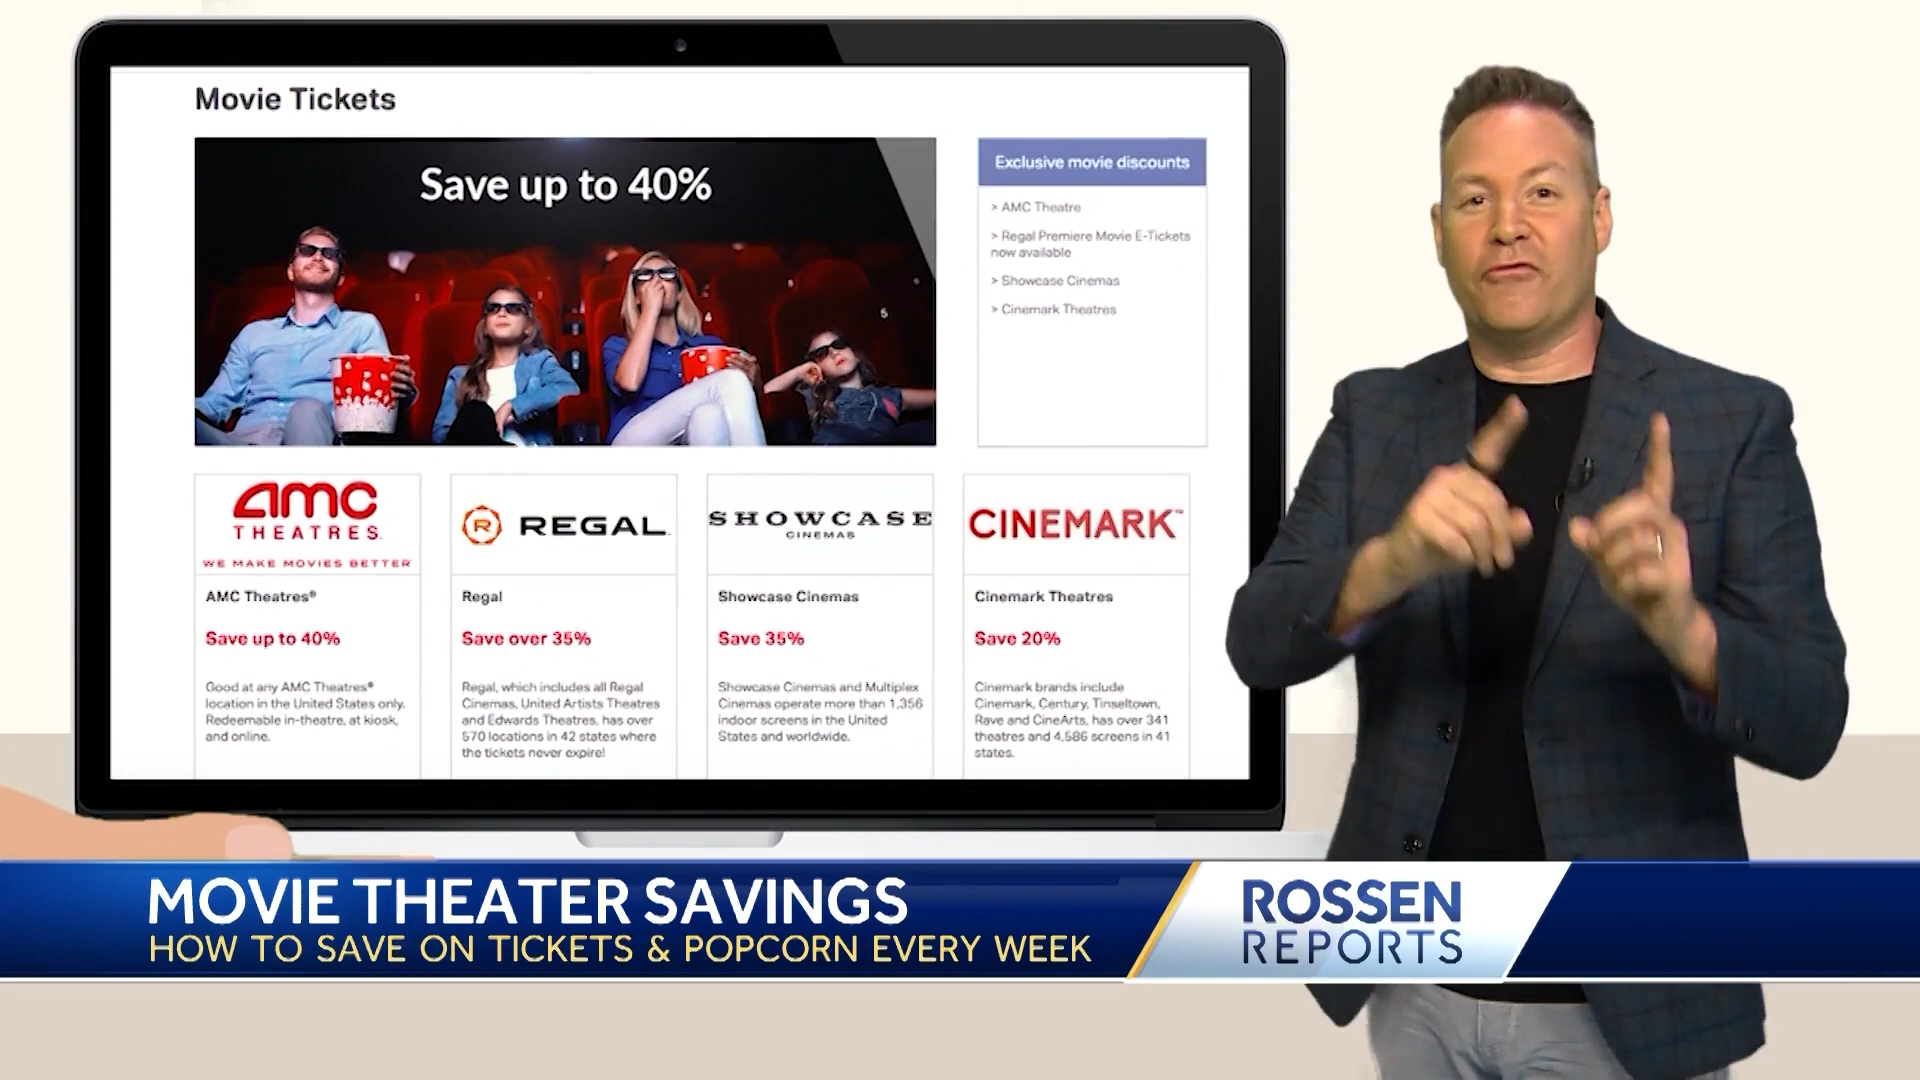 Movie Tickets
Save up to 40%
4
5
Exclusive movie discounts
> AMC Theatre
> Regal Premiere Movie E-Tickets
now available
> Showcase Cinemas
> Cinemark Theatres
amc
THEATRES
WE MAKE MOVIES BETTER
AMC Theatres®
Save up to 40%
Good at any AMC Theatres®
location in the United States only.
Redeemable in-theatre, at kiosk,
and online.
R REGAL
Regal
Save over 35%
Regal, which includes all Regal
Cinemas, United Artists Theatres
and Edwards Theatres, has over
570 locations in 42 states where
the tickets never expire!
SHOWCASE
CINEMAS
Showcase Cinemas
Save 35%
Showcase Cinemas and Multiplex
Cinemas operate more than 1,356
indoor screens in the United
States and worldwide.
CINEMARK™
Cinemark Theatres
Save 20%
Cinemark brands include
Cinemark, Century, Tinseltown,
Rave and CineArts, has over 341
theatres and 4,586 screens in 41
states.
MOVIE THEATER SAVINGS
HOW TO SAVE ON TICKETS & POPCORN EVERY WEEK
ROSSEN
REPORTS